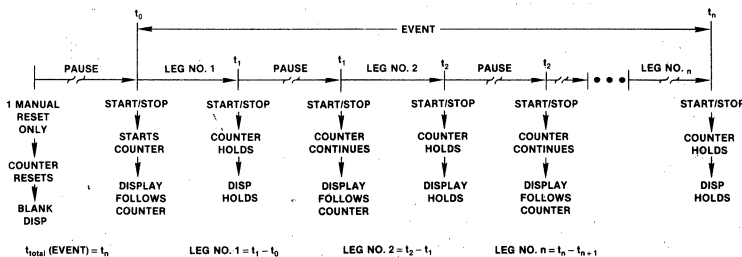 t₀ EVENT tₙ
PAUSE LEG NO. 1 t₁ PAUSE t₁ LEG NO. 2 t₂ PAUSE t₂ LEG NO. n
1 MANUAL RESET ONLY
COUNTER RESETS
BLANK DISP
START/STOP
STARTS COUNTER
DISPLAY FOLLOWS COUNTER
START/STOP
COUNTER HOLDS
DISP HOLDS
START/STOP
COUNTER CONTINUES
DISPLAY FOLLOWS COUNTER
START/STOP
COUNTER HOLDS
DISPLAY HOLDS
START/STOP
COUNTER CONTINUES
DISPLAY FOLLOWS COUNTER
START/STOP
COUNTER HOLDS
DISP HOLDS
t_total (EVENT) = tₙ LEG NO. 1 = t₁ − t₀ LEG NO. 2 = t₂ − t₁ LEG NO. n = tₙ − tₙ₊₁